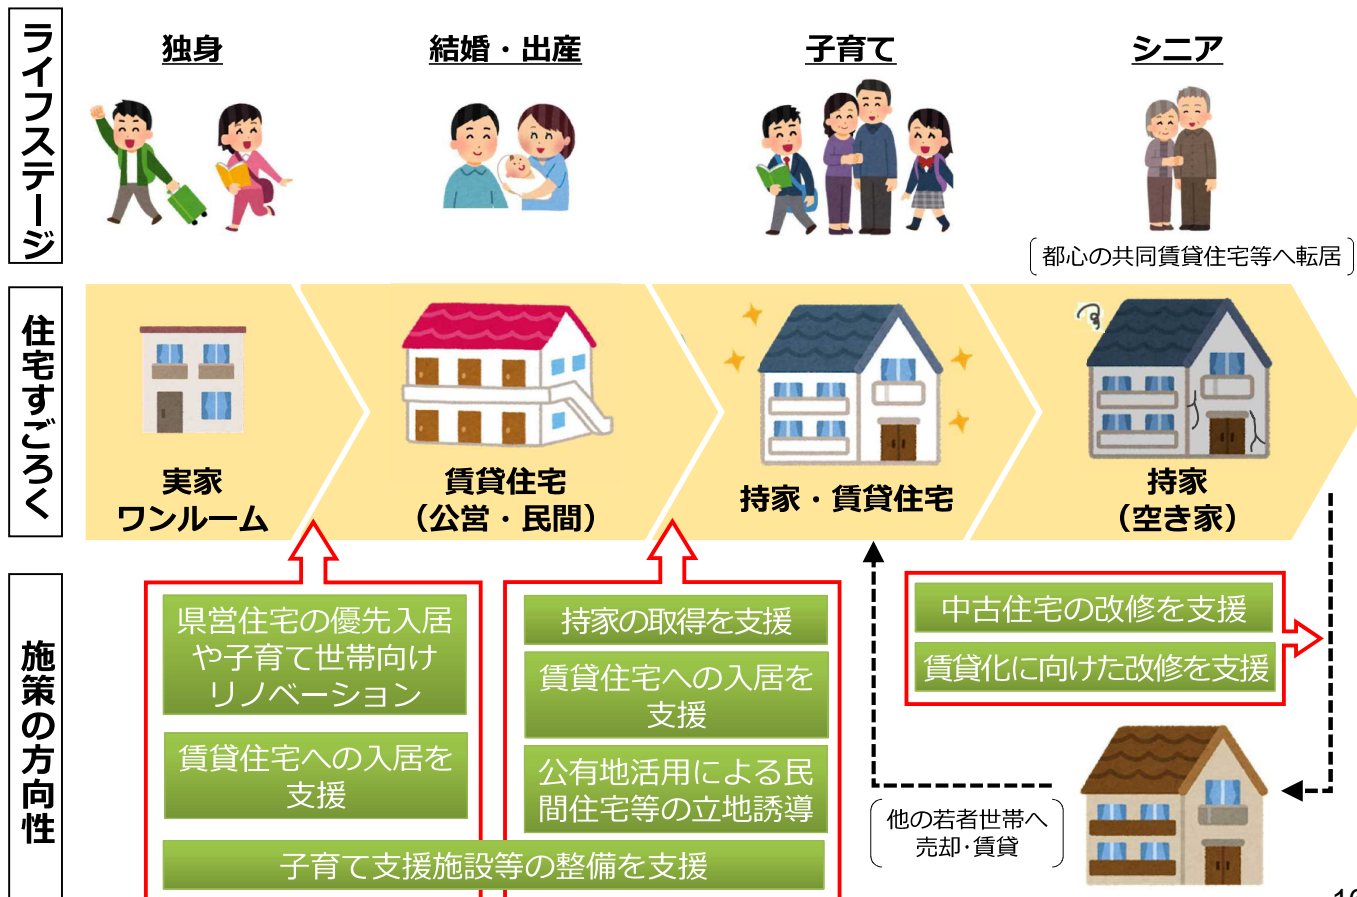 ライフステージ
独身
結婚・出産
子育て
シニア
都心の共同賃貸住宅等へ転居
住宅すごろく
実家
ワンルーム
賃貸住宅
（公営・民間）
持家・賃貸住宅
持家
（空き家）
施策の方向性
県営住宅の優先入居
や子育て世帯向け
リノベーション
賃貸住宅への入居を
支援
持家の取得を支援
賃貸住宅への入居を
支援
公有地活用による民
間住宅等の立地誘導
子育て支援施設等の整備を支援
中古住宅の改修を支援
賃貸化に向けた改修を支援
他の若者世帯へ
売却･賃貸